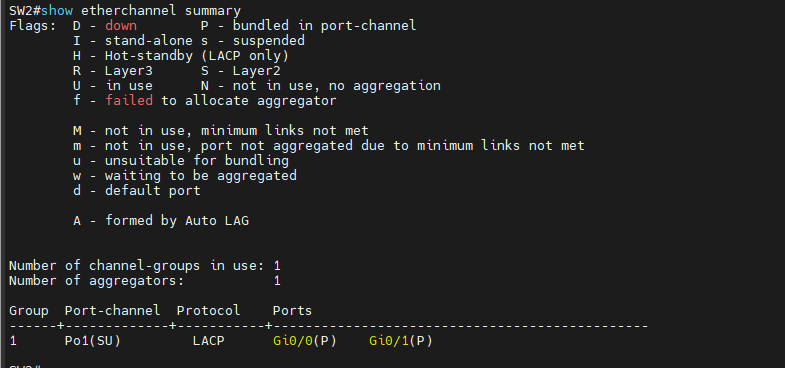 SW2#show etherchannel summary
Flags:  D - down        P - bundled in port-channel
        I - stand-alone s - suspended
        H - Hot-standby (LACP only)
        R - Layer3      S - Layer2
        U - in use      N - not in use, no aggregation
        f - failed to allocate aggregator
        M - not in use, minimum links not met
        m - not in use, port not aggregated due to minimum links not met
        u - unsuitable for bundling
        w - waiting to be aggregated
        d - default port
        A - formed by Auto LAG
Number of channel-groups in use: 1
Number of aggregators:           1
Group  Port-channel  Protocol    Ports
------+-------------+-----------+-----------------------------------------------
1      Po1(SU)         LACP      Gi0/0(P)    Gi0/1(P)
SW2#